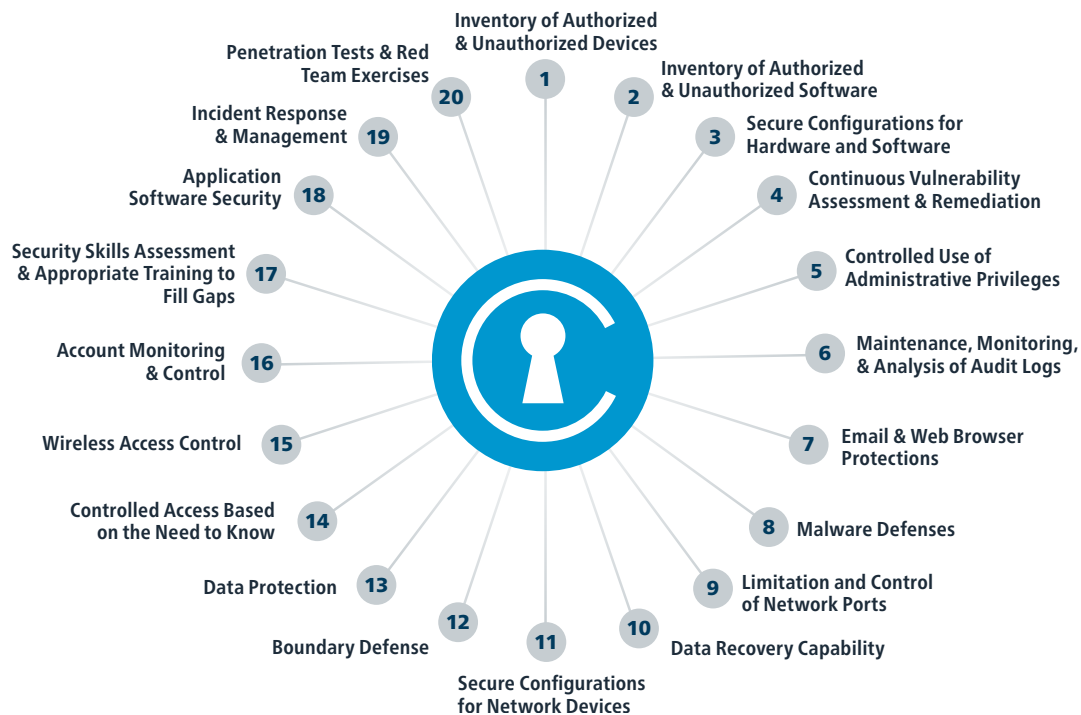 1
Inventory of Authorized
& Unauthorized Devices
2
Inventory of Authorized
& Unauthorized Software
3
Secure Configurations for
Hardware and Software
4
Continuous Vulnerability
Assessment & Remediation
5
Controlled Use of
Administrative Privileges
6
Maintenance, Monitoring,
& Analysis of Audit Logs
7
Email & Web Browser
Protections
8
Malware Defenses
9
Limitation and Control
of Network Ports
10
Data Recovery Capability
11
Secure Configurations
for Network Devices
12
Boundary Defense
13
Data Protection
14
Controlled Access Based
on the Need to Know
15
Wireless Access Control
16
Account Monitoring
& Control
17
Security Skills Assessment
& Appropriate Training to
Fill Gaps
18
Application
Software Security
19
Incident Response
& Management
20
Penetration Tests & Red
Team Exercises